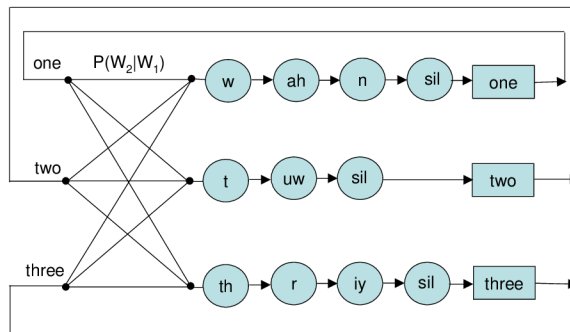 one P(W₂|W₁) w ah n sil one
two t uw sil two
three th r iy sil three